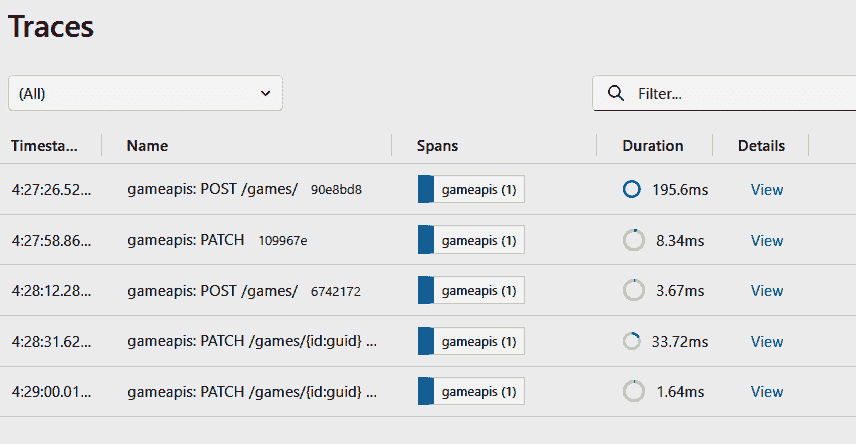 Traces
(All)
Filter...
Timesta... Name Spans Duration Details
4:27:26.52... gameapis: POST /games/ 90e8bd8 gameapis (1) 195.6ms View
4:27:58.86... gameapis: PATCH 109967e gameapis (1) 8.34ms View
4:28:12.28... gameapis: POST /games/ 6742172 gameapis (1) 3.67ms View
4:28:31.62... gameapis: PATCH /games/{id:guid} ... gameapis (1) 33.72ms View
4:29:00.01... gameapis: PATCH /games/{id:guid} ... gameapis (1) 1.64ms View